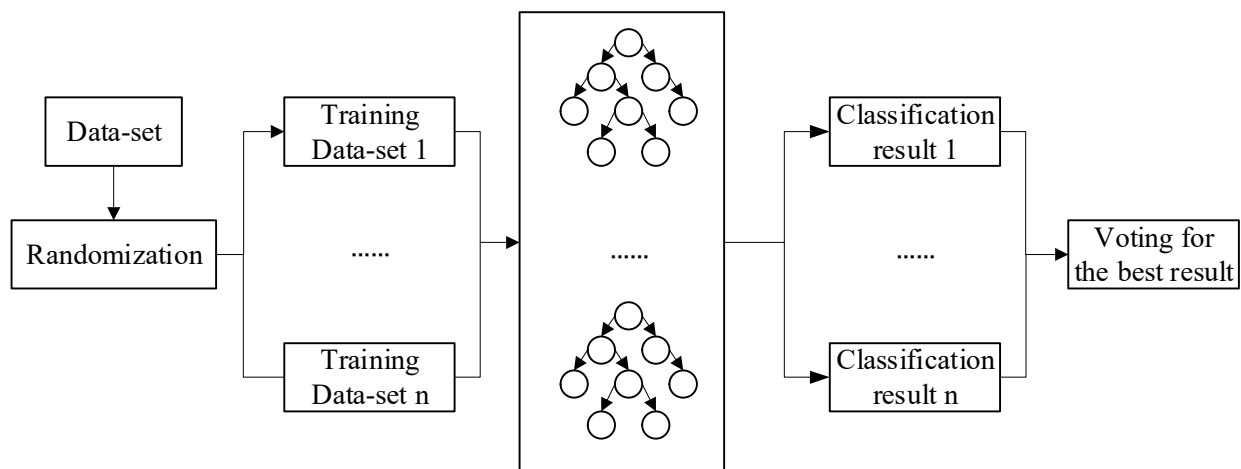 Data-set
Randomization
Training
Data-set 1
......
Training
Data-set n
......
Classification
result 1
......
Classification
result n
Voting for
the best result